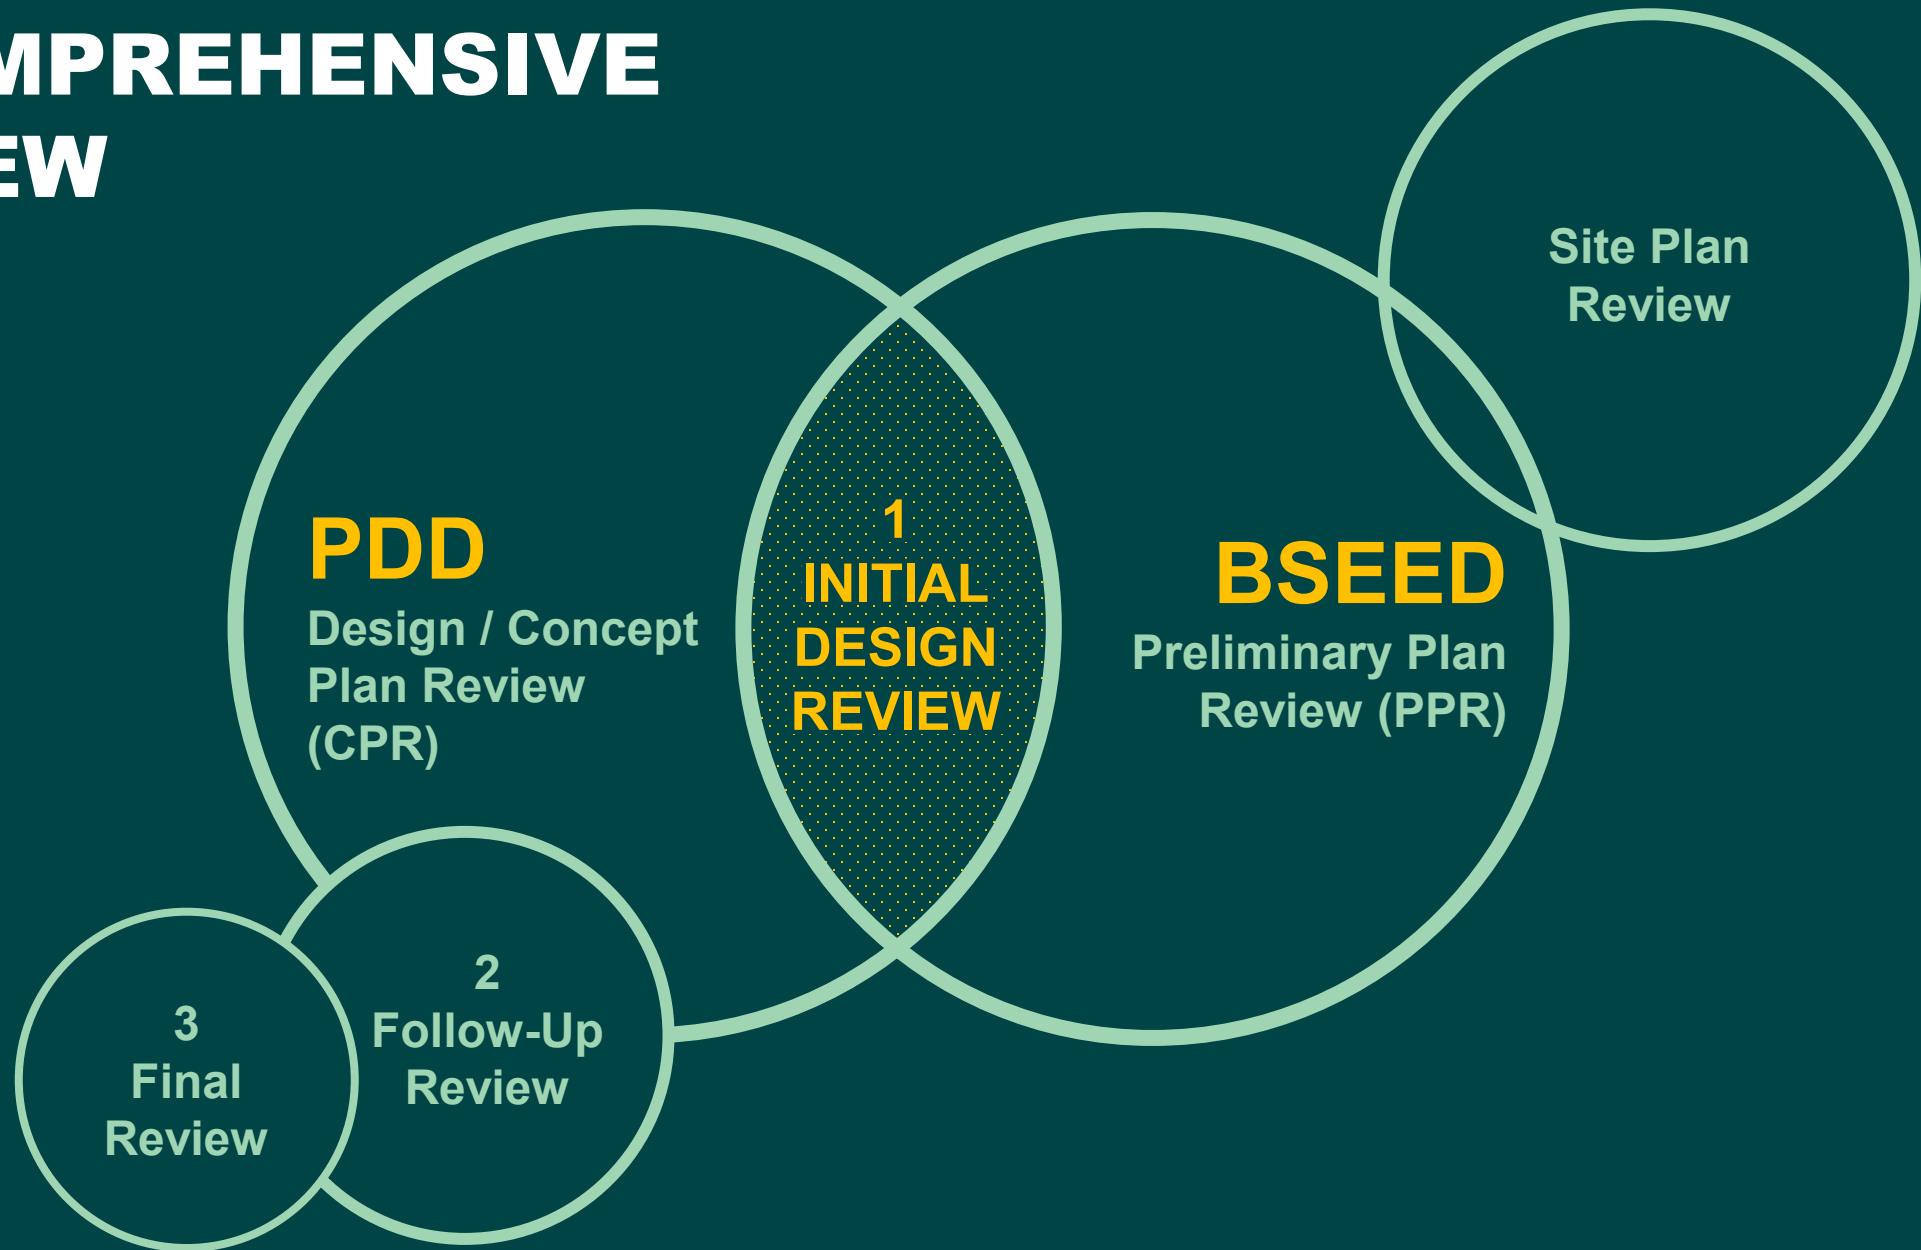 MPREHENSIVE
EW
Site Plan
Review
PDD
Design / Concept
Plan Review
(CPR)
1
INITIAL
DESIGN
REVIEW
BSEED
Preliminary Plan
Review (PPR)
2
Follow-Up
Review
3
Final
Review